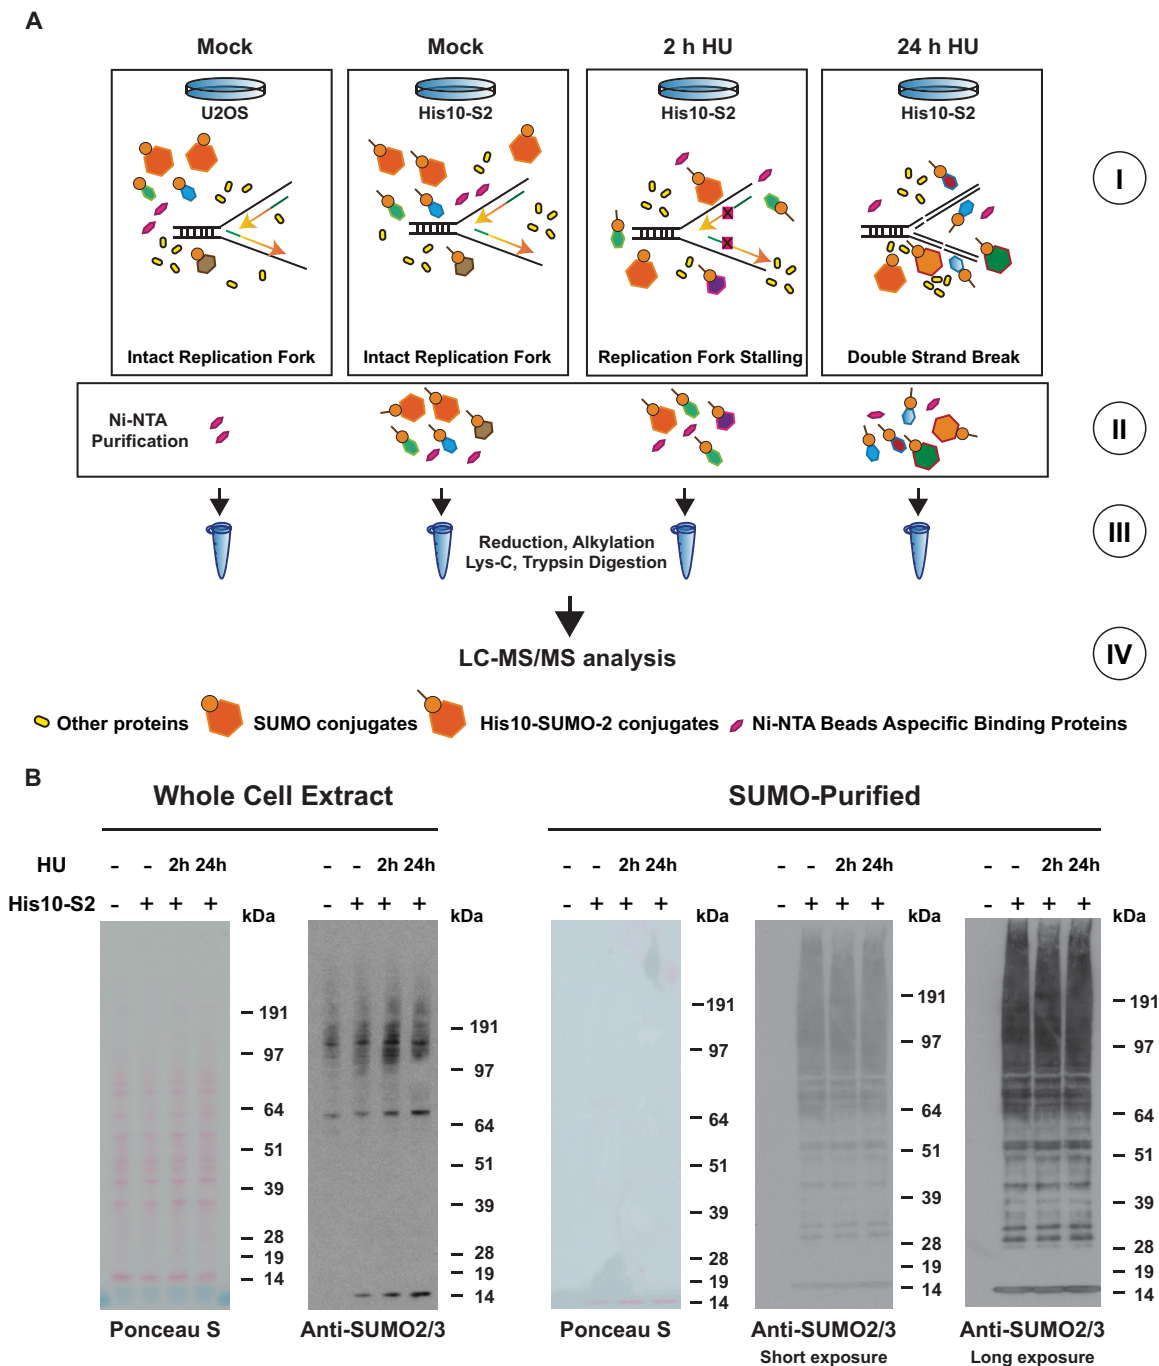 A
Mock Mock 2 h HU 24 h HU
U2OS His10-S2 His10-S2 His10-S2
Intact Replication Fork Intact Replication Fork Replication Fork Stalling Double Strand Break
I
Ni-NTA
Purification
II
Reduction, Alkylation
Lys-C, Trypsin Digestion
III
LC-MS/MS analysis
IV
Other proteins SUMO conjugates His10-SUMO-2 conjugates Ni-NTA Beads Aspecific Binding Proteins
B
Whole Cell Extract SUMO-Purified
HU - - 2h 24h - - 2h 24h - - 2h 24h - - 2h 24h - - 2h 24h
His10-S2 - + + + - + + + - + + + - + + + - + + +
kDa kDa kDa kDa kDa
191 191 191 191 191
97 97 97 97 97
64 64 64 64 64
51 51 51 51 51
39 39 39 39 39
28 28 28 28 28
19 19 19 19 19
14 14 14 14 14
Ponceau S Anti-SUMO2/3 Ponceau S Anti-SUMO2/3 Anti-SUMO2/3
Short exposure Long exposure